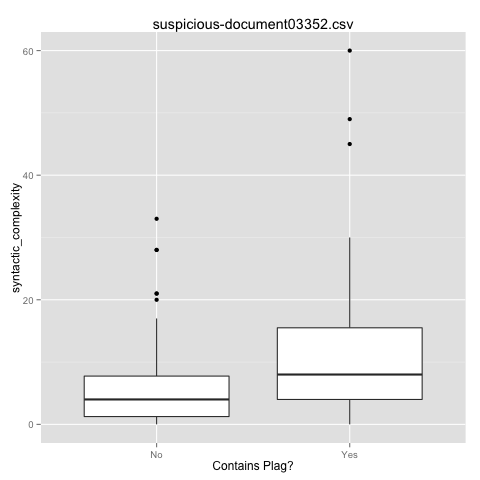 suspicious-document03352.csv
60
40
20
0
syntactic_complexity
No
Yes
Contains Plag?